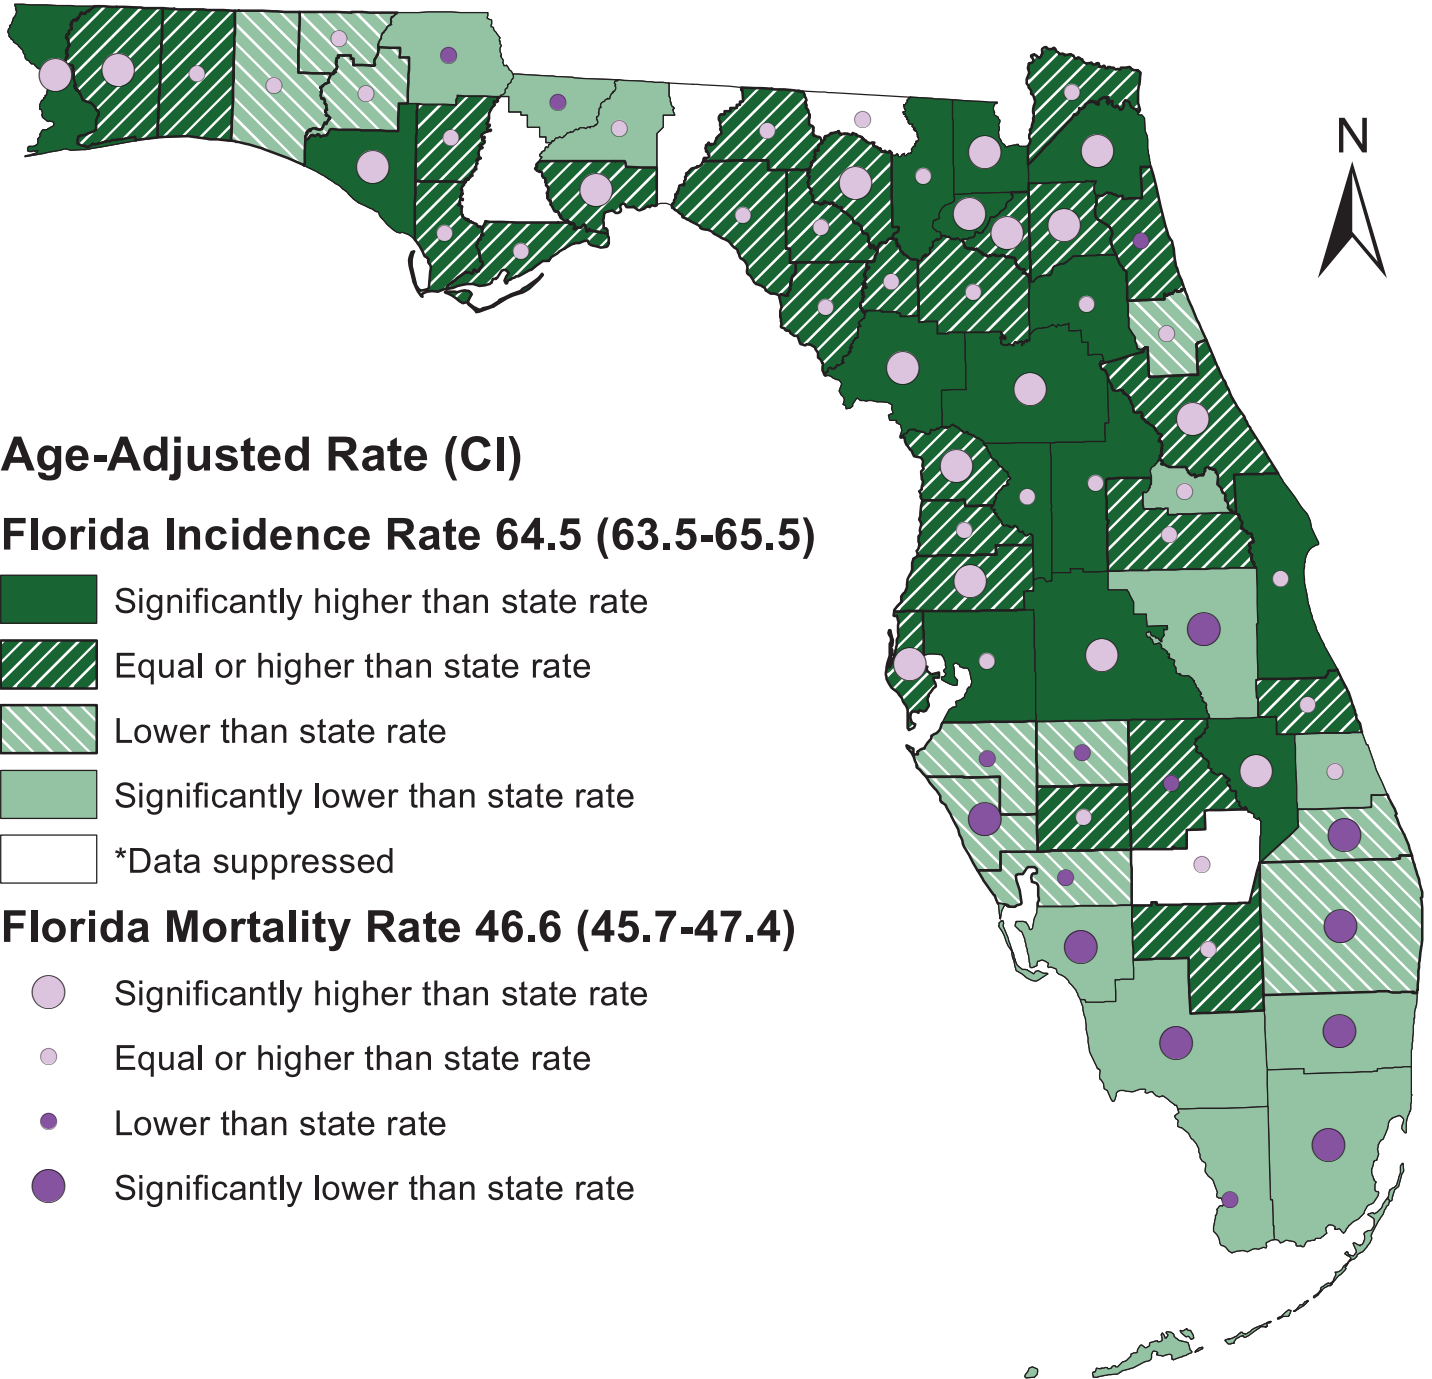 N
Age-Adjusted Rate (CI)
Florida Incidence Rate 64.5 (63.5-65.5)
Significantly higher than state rate
Equal or higher than state rate
Lower than state rate
Significantly lower than state rate
*Data suppressed
Florida Mortality Rate 46.6 (45.7-47.4)
Significantly higher than state rate
Equal or higher than state rate
Lower than state rate
Significantly lower than state rate